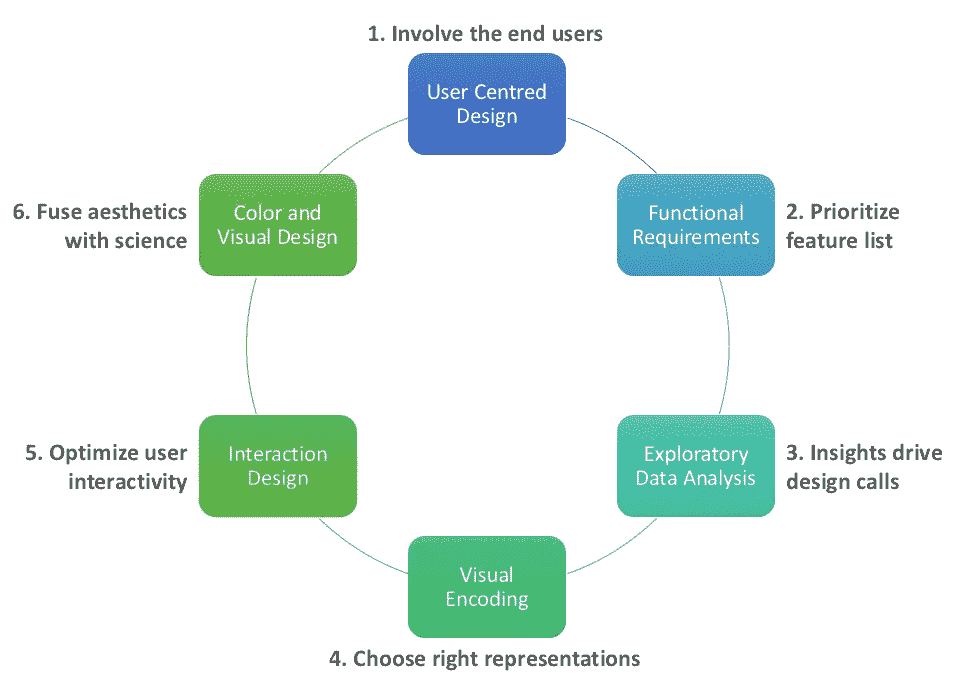 1. Involve the end users
User Centred
Design
Functional
Requirements
2. Prioritize
feature list
Exploratory
Data Analysis
3. Insights drive
design calls
Visual
Encoding
4. Choose right representations
Interaction
Design
5. Optimize user
interactivity
Color and
Visual Design
6. Fuse aesthetics
with science